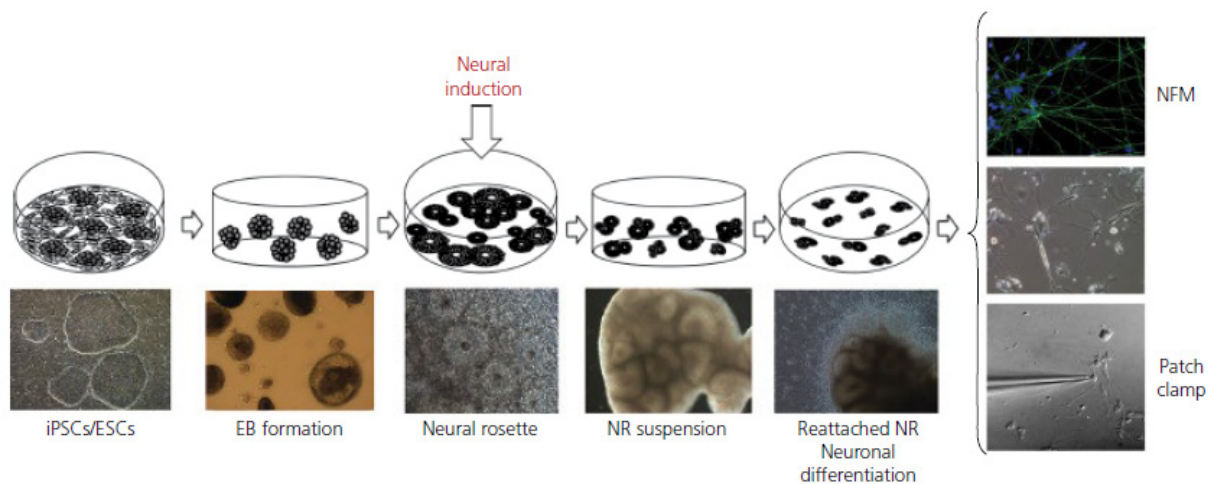 Neural
induction
NFM
Patch
clamp
iPSCs/ESCs
EB formation
Neural rosette
NR suspension
Reattached NR
Neuronal
differentiation